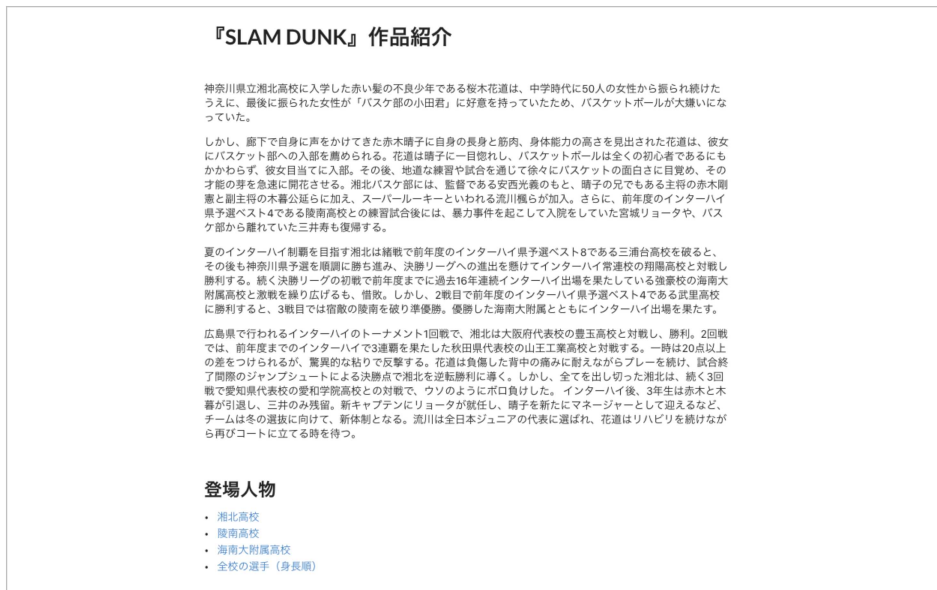 『SLAM DUNK』作品紹介
神奈川県立湘北高校に入学した赤い髪の不良少年である桜木花道は、中学時代に50人の女性から振られ続けた
うえに、最後に振られた女性が「バスケ部の小田君」に好意を持っていたため、バスケットボールが大嫌いにな
っていた。
しかし、廊下で自身に声をかけてきた赤木晴子に自身の長身と筋肉、身体能力の高さを見出された花道は、彼女
にバスケット部への入部を薦められる。花道は晴子に一目惚れし、バスケットボールは全くの初心者であるにも
かかわらず、彼女目当てに入部。その後、地道な練習や試合を通じて徐々にバスケットの面白さに目覚め、その
才能の芽を急速に開花させる。湘北バスケ部には、監督である安西光義のもと、晴子の兄でもある主将の赤木剛
憲と副主将の木暮公延らに加え、スーパールーキーといわれる流川楓らが加入。さらに、前年度のインターハイ
県予選ベスト4である陵南高校との練習試合後には、暴力事件を起こして入院をしていた宮城リョータや、バス
ケ部から離れていた三井寿も復帰する。
夏のインターハイ制覇を目指す湘北は緒戦で前年度のインターハイ県予選ベスト8である三浦台高校を破ると、
その後も神奈川県予選を順調に勝ち進み、決勝リーグへの進出を懸けてインターハイ常連校の翔陽高校と対戦し
勝利する。続く決勝リーグの初戦で前年度までに過去16年連続インターハイ出場を果たしている強豪校の海南大
附属高校と激戦を繰り広げるも、惜敗。しかし、2戦目で前年度のインターハイ県予選ベスト4である武里高校
に勝利すると、3戦目では宿敵の陵南を破り準優勝。優勝した海南大附属とともにインターハイ出場を果たす。
広島県で行われるインターハイのトーナメント1回戦で、湘北は大阪府代表校の豊玉高校と対戦し、勝利。2回戦
では、前年度までのインターハイで3連覇を果たした秋田県代表校の山王工業高校と対戦する。一時は20点以上
の差をつけられるが、驚異的な粘りで反撃する。花道は負傷した背中の痛みに耐えながらプレーを続け、試合終
了間際のジャンプシュートによる決勝点で湘北を逆転勝利に導く。しかし、全てを出し切った湘北は、続く3回
戦で愛知県代表校の愛和学院高校との対戦で、ウソのようにボロ負けした。 インターハイ後、3年生は赤木と木
暮が引退し、三井のみ残留。新キャプテンにリョータが就任し、晴子を新たにマネージャーとして迎えるなど、
チームは冬の選抜に向けて、新体制となる。流川は全日本ジュニアの代表に選ばれ、花道はリハビリを続けなが
ら再びコートに立てる時を待つ。
登場人物
• 湘北高校
• 陵南高校
• 海南大附属高校
• 全校の選手（身長順）